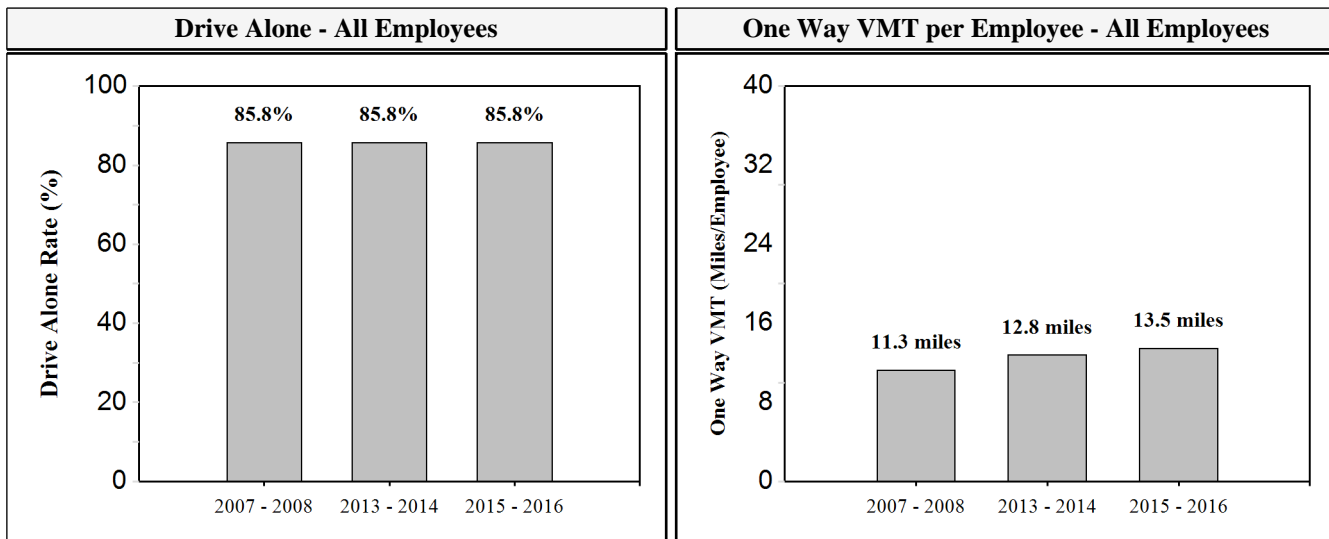 Drive Alone - All Employees
Drive Alone Rate (%)
100
80
60
40
20
0
85.8%
85.8%
85.8%
2007 - 2008
2013 - 2014
2015 - 2016
One Way VMT per Employee - All Employees
One Way VMT (Miles/Employee)
40
32
24
16
8
0
11.3 miles
12.8 miles
13.5 miles
2007 - 2008
2013 - 2014
2015 - 2016